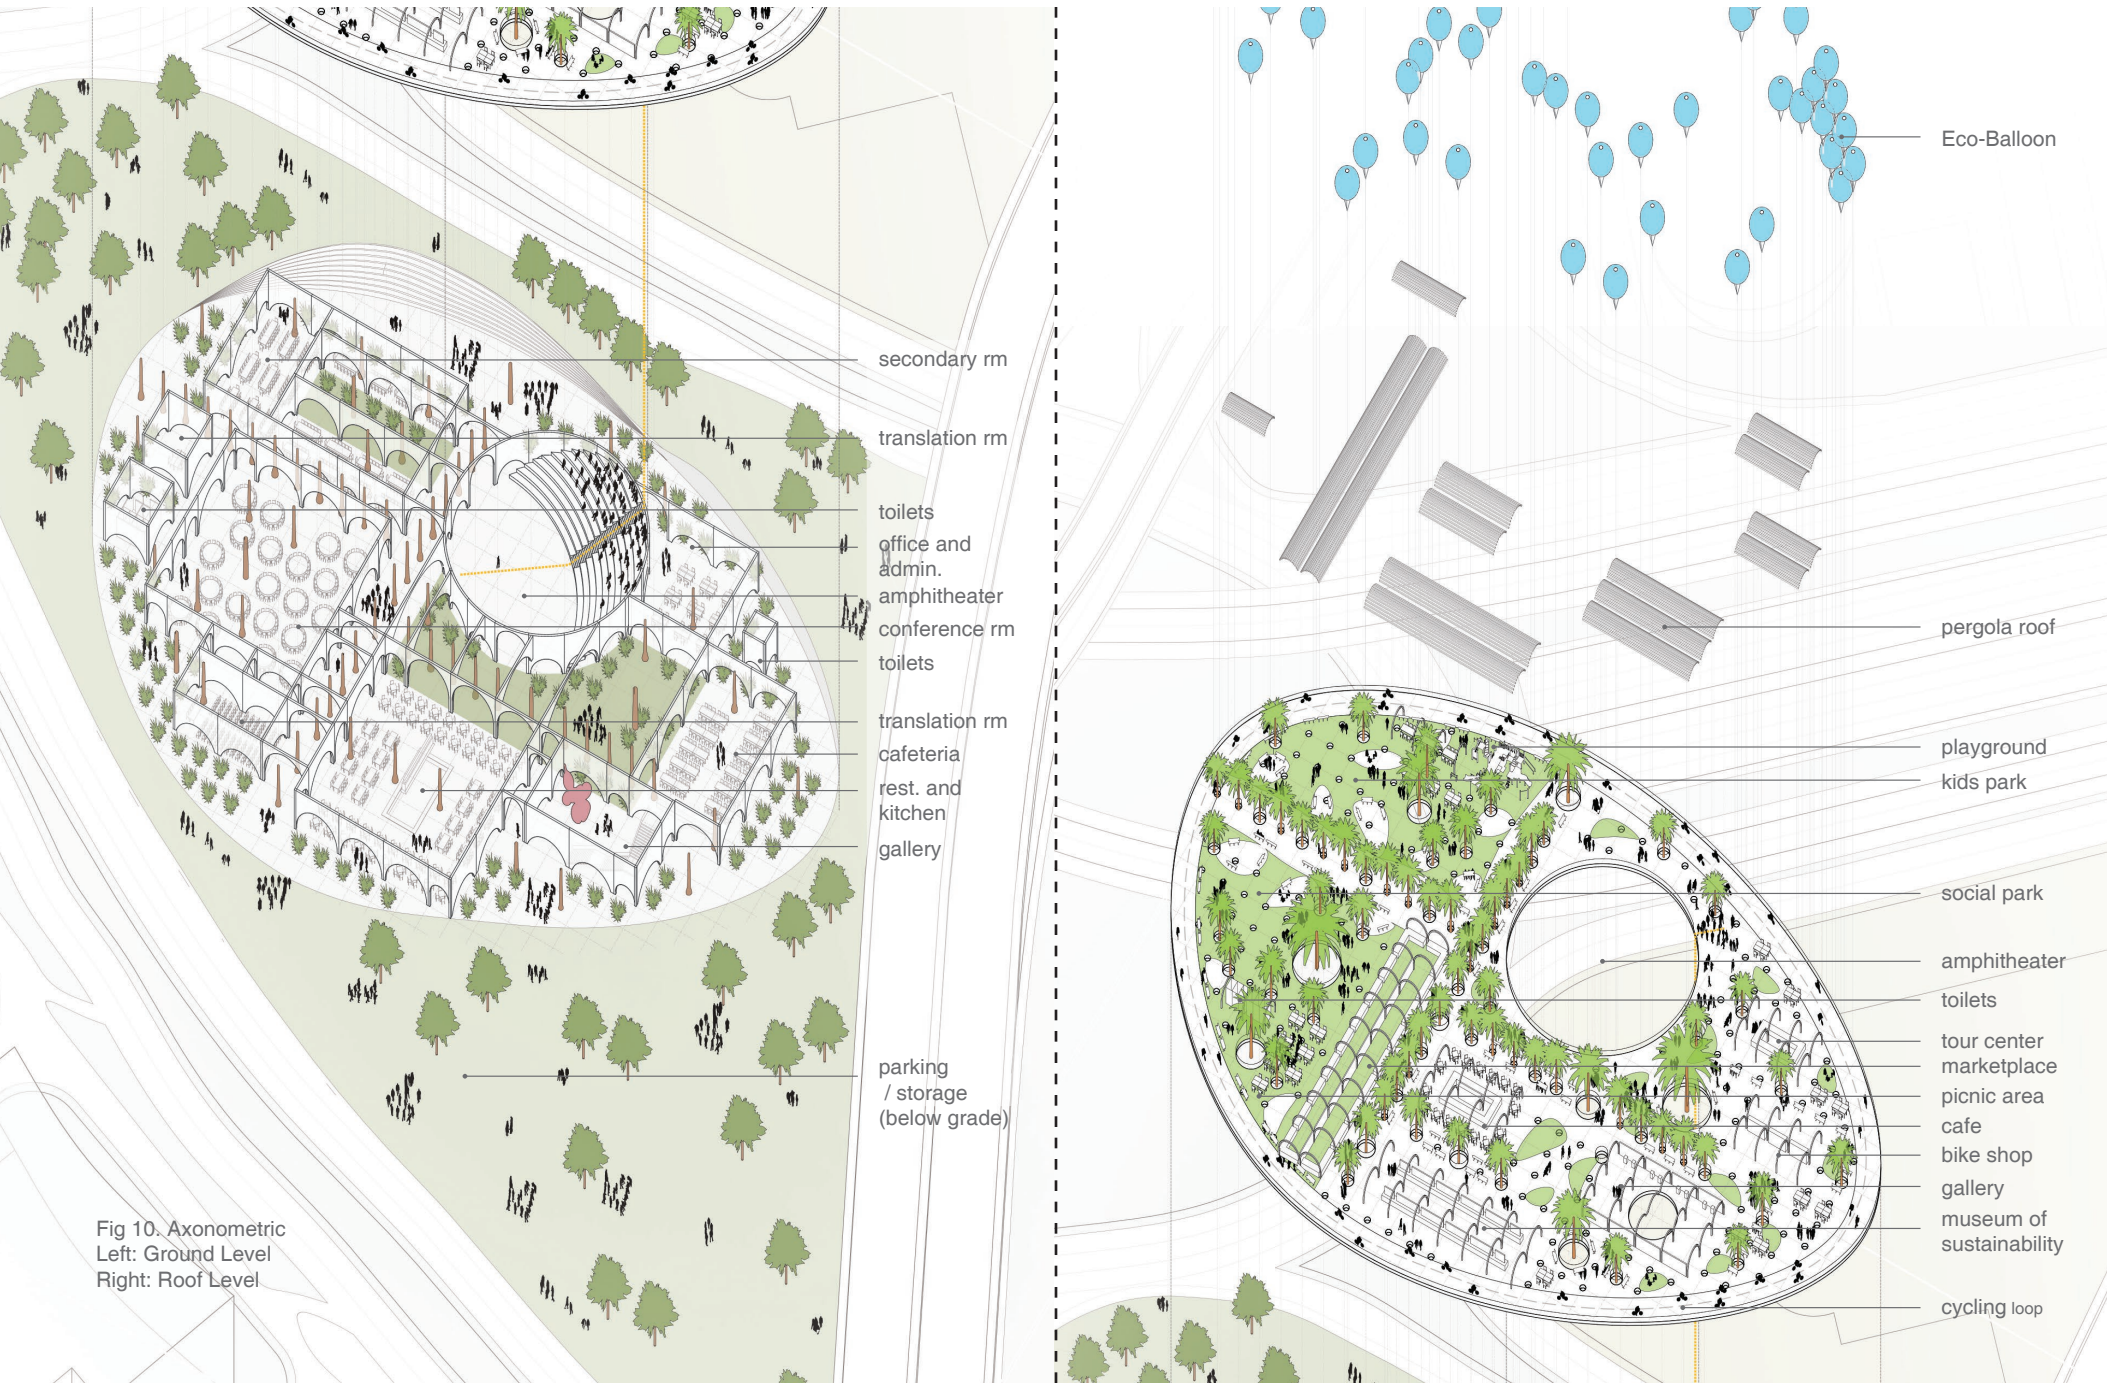 secondary rm
translation rm
toilets
office and
admin.
amphitheater
conference rm
toilets
translation rm
cafeteria
rest. and
kitchen
gallery
parking
/ storage
(below grade)
Fig 10. Axonometric
Left: Ground Level
Right: Roof Level
Eco-Balloon
pergola roof
playground
kids park
social park
amphitheater
toilets
tour center
marketplace
picnic area
cafe
bike shop
gallery
museum of
sustainability
cycling loop